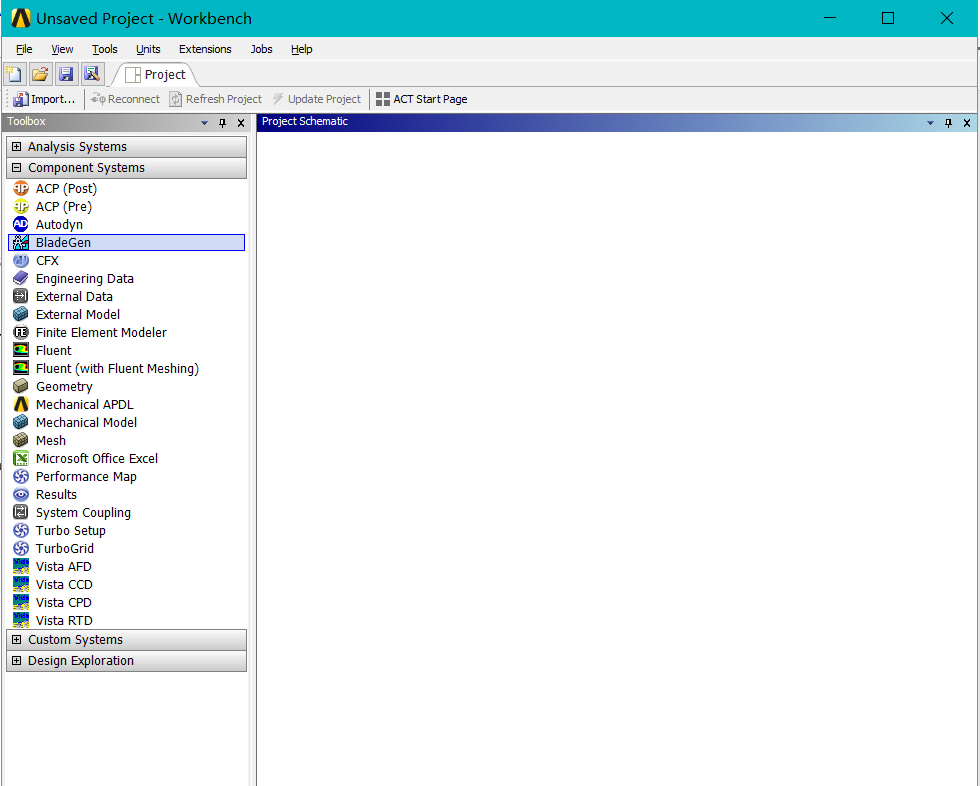 Unsaved Project - Workbench
File View Tools Units Extensions Jobs Help
Project
Import... Reconnect Refresh Project Update Project ACT Start Page
Toolbox
Project Schematic
Analysis Systems
Component Systems
ACP (Post)
ACP (Pre)
Autodyn
BladeGen
CFX
Engineering Data
External Data
External Model
Finite Element Modeler
Fluent
Fluent (with Fluent Meshing)
Geometry
Mechanical APDL
Mechanical Model
Mesh
Microsoft Office Excel
Performance Map
Results
System Coupling
Turbo Setup
TurboGrid
Vista AFD
Vista CCD
Vista CPD
Vista RTD
Custom Systems
Design Exploration